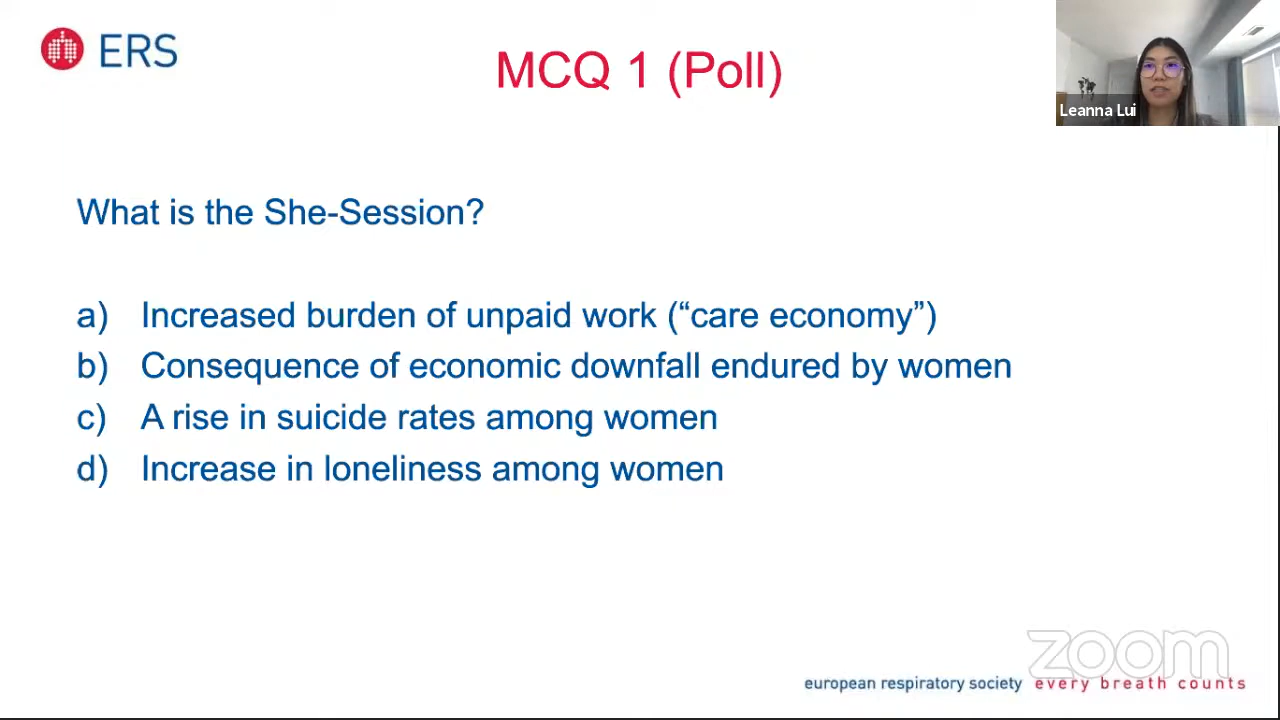 ERS
MCQ 1 (Poll)
Leanna Lui
What is the She-Session?
a) Increased burden of unpaid work (“care economy”)
b) Consequence of economic downfall endured by women
c) A rise in suicide rates among women
d) Increase in loneliness among women
zoom
european respiratory society every breath counts